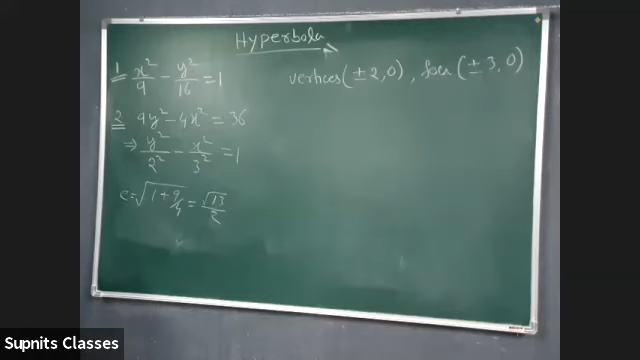 Hyperbola
1 x²/9 - y²/16 = 1
2 9y² - 4x² = 36
⇒ y²/2² - x²/3² = 1
e = √(1 + 9/4) = √13/2
vertices (± 2, 0), foci (± 3, 0)
Supnits Classes